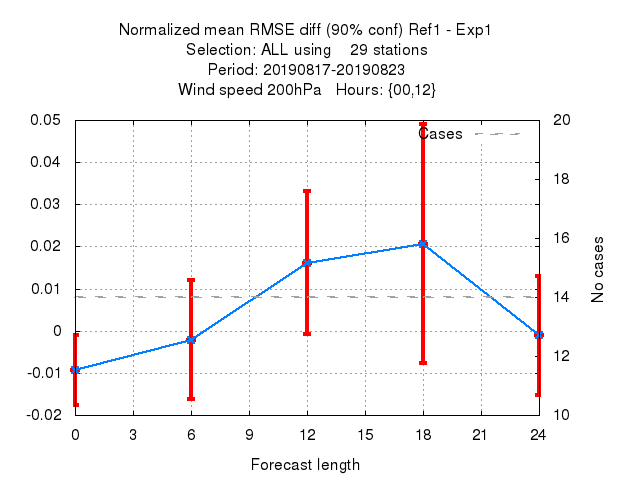 Normalized mean RMSE diff (90% conf) Ref1 - Exp1
Selection: ALL using    29 stations
Period: 20190817-20190823
Wind speed 200hPa   Hours: {00,12}
0.05
0.04
0.03
0.02
0.01
0
-0.01
-0.02
Cases
20
18
16
14
12
10
No cases
0 3 6 9 12 15 18 21 24
Forecast length